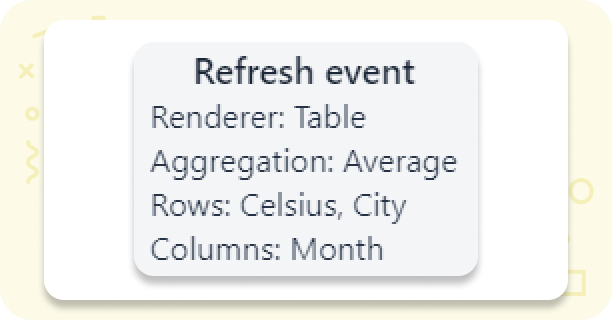 Refresh event
Renderer: Table
Aggregation: Average
Rows: Celsius, City
Columns: Month